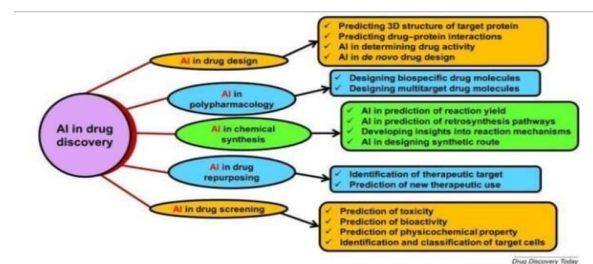 AI in drug
discovery
AI in drug design
Predicting 3D structure of target protein
Predicting drug–protein interactions
AI in determining drug activity
AI in de novo drug design
AI in
polypharmacology
Designing biospecific drug molecules
Designing multitarget drug molecules
AI in chemical
synthesis
AI in prediction of reaction yield
AI in prediction of retrosynthesis pathways
Developing insights into reaction mechanisms
AI in designing synthetic route
AI in drug
repurposing
Identification of therapeutic target
Prediction of new therapeutic use
AI in drug screening
Prediction of toxicity
Prediction of bioactivity
Prediction of physicochemical property
Identification and classification of target cells
Drug Discovery Today